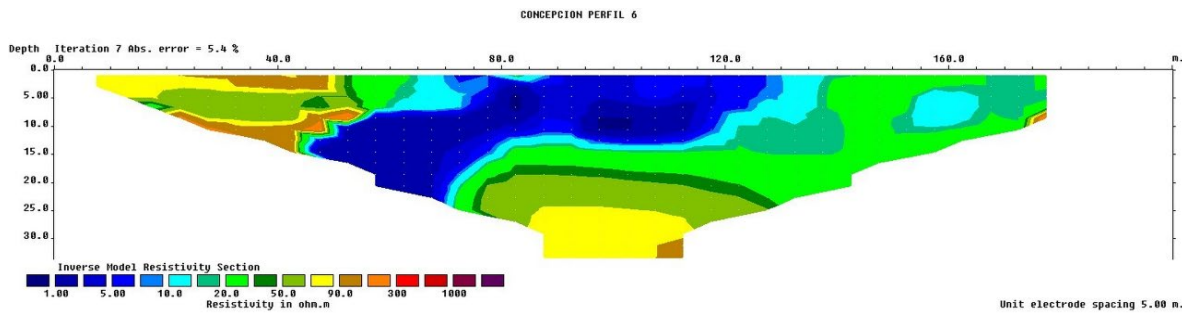 CONCEPCION PERFIL 6
Depth Iteration 7 Abs. error = 5.4 %
0.0 40.0 80.0 120.0 160.0 m.
0.0
5.00
10.0
15.0
20.0
25.0
30.0
Inverse Model Resistivity Section
1.00 5.00 10.0 20.0 50.0 90.0 300 1000
Resistivity in ohm.m
Unit electrode spacing 5.00 m.